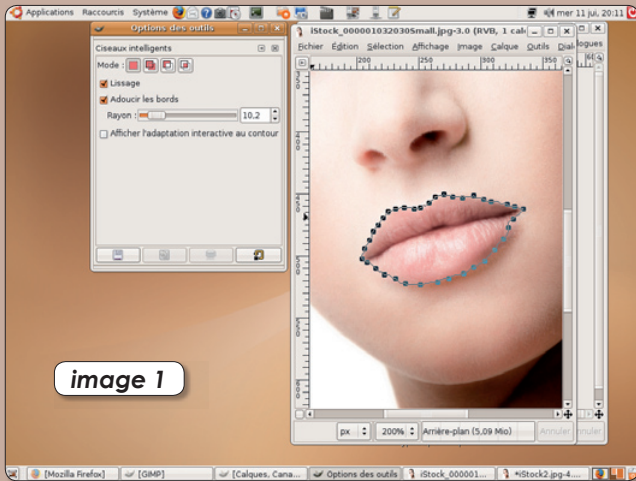 Applications Raccourcis Système
mer 11 jui, 20:11
Options des outils
Ciseaux intelligents
Mode :
Lissage
Adoucir les bords
Rayon :
10,2
Afficher l'adaptation interactive au contour
iStock_000001032030Small.jpg-3.0 (RVB, 1 cal
Fichier Édition Sélection Affichage Image Calque Outils Dial
logues
200
250
300
350
px
200%
Arrière-plan (5,09 Mio)
Annuler
nnuler
image 1
[Mozilla Firefox]
[GIMP]
[Calques, Cana...
Options des outils
iStock_000001...
*iStock2.jpg-4....